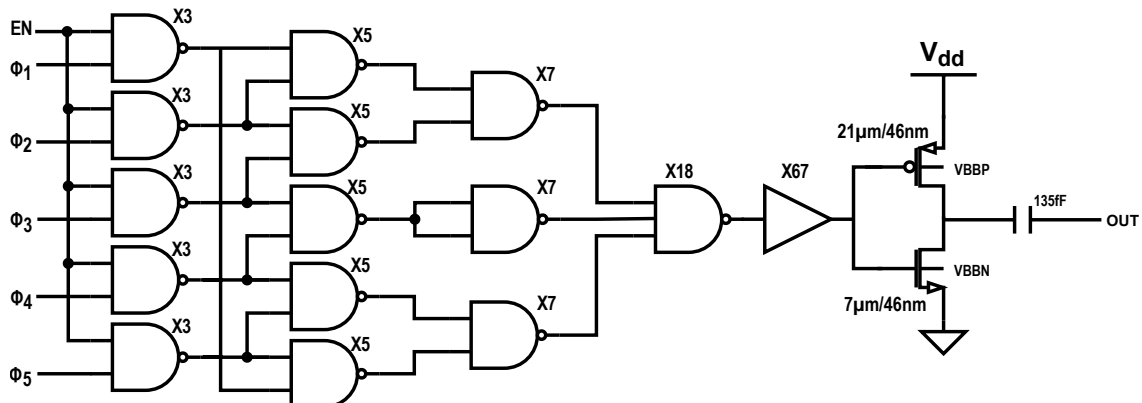 EN
X3
Φ1
X5
X7
X3
Φ2
X5
X3
Φ3
X5
X7
X3
Φ4
X5
X7
X3
Φ5
X5
X18
X67
Vdd
21μm/46nm
VBBP
135fF
OUT
VBBN
7μm/46nm